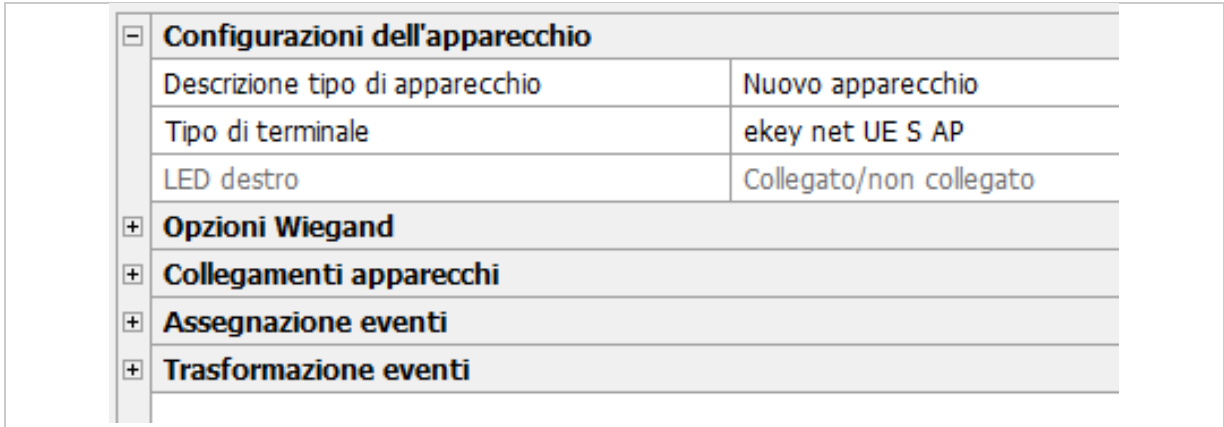 Configurazioni dell'apparecchio
Descrizione tipo di apparecchio Nuovo apparecchio
Tipo di terminale ekey net UE S AP
LED destro Collegato/non collegato
Opzioni Wiegand
Collegamenti apparecchi
Assegnazione eventi
Trasformazione eventi